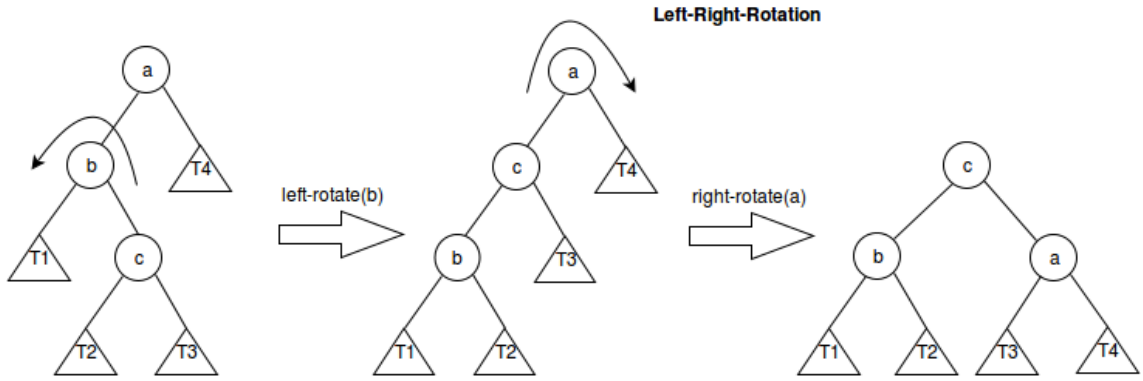 Left-Right-Rotation
a
b
T4
T1
c
T2
T3
left-rotate(b)
a
c
T4
b
T3
T1
T2
right-rotate(a)
c
b
a
T1
T2
T3
T4